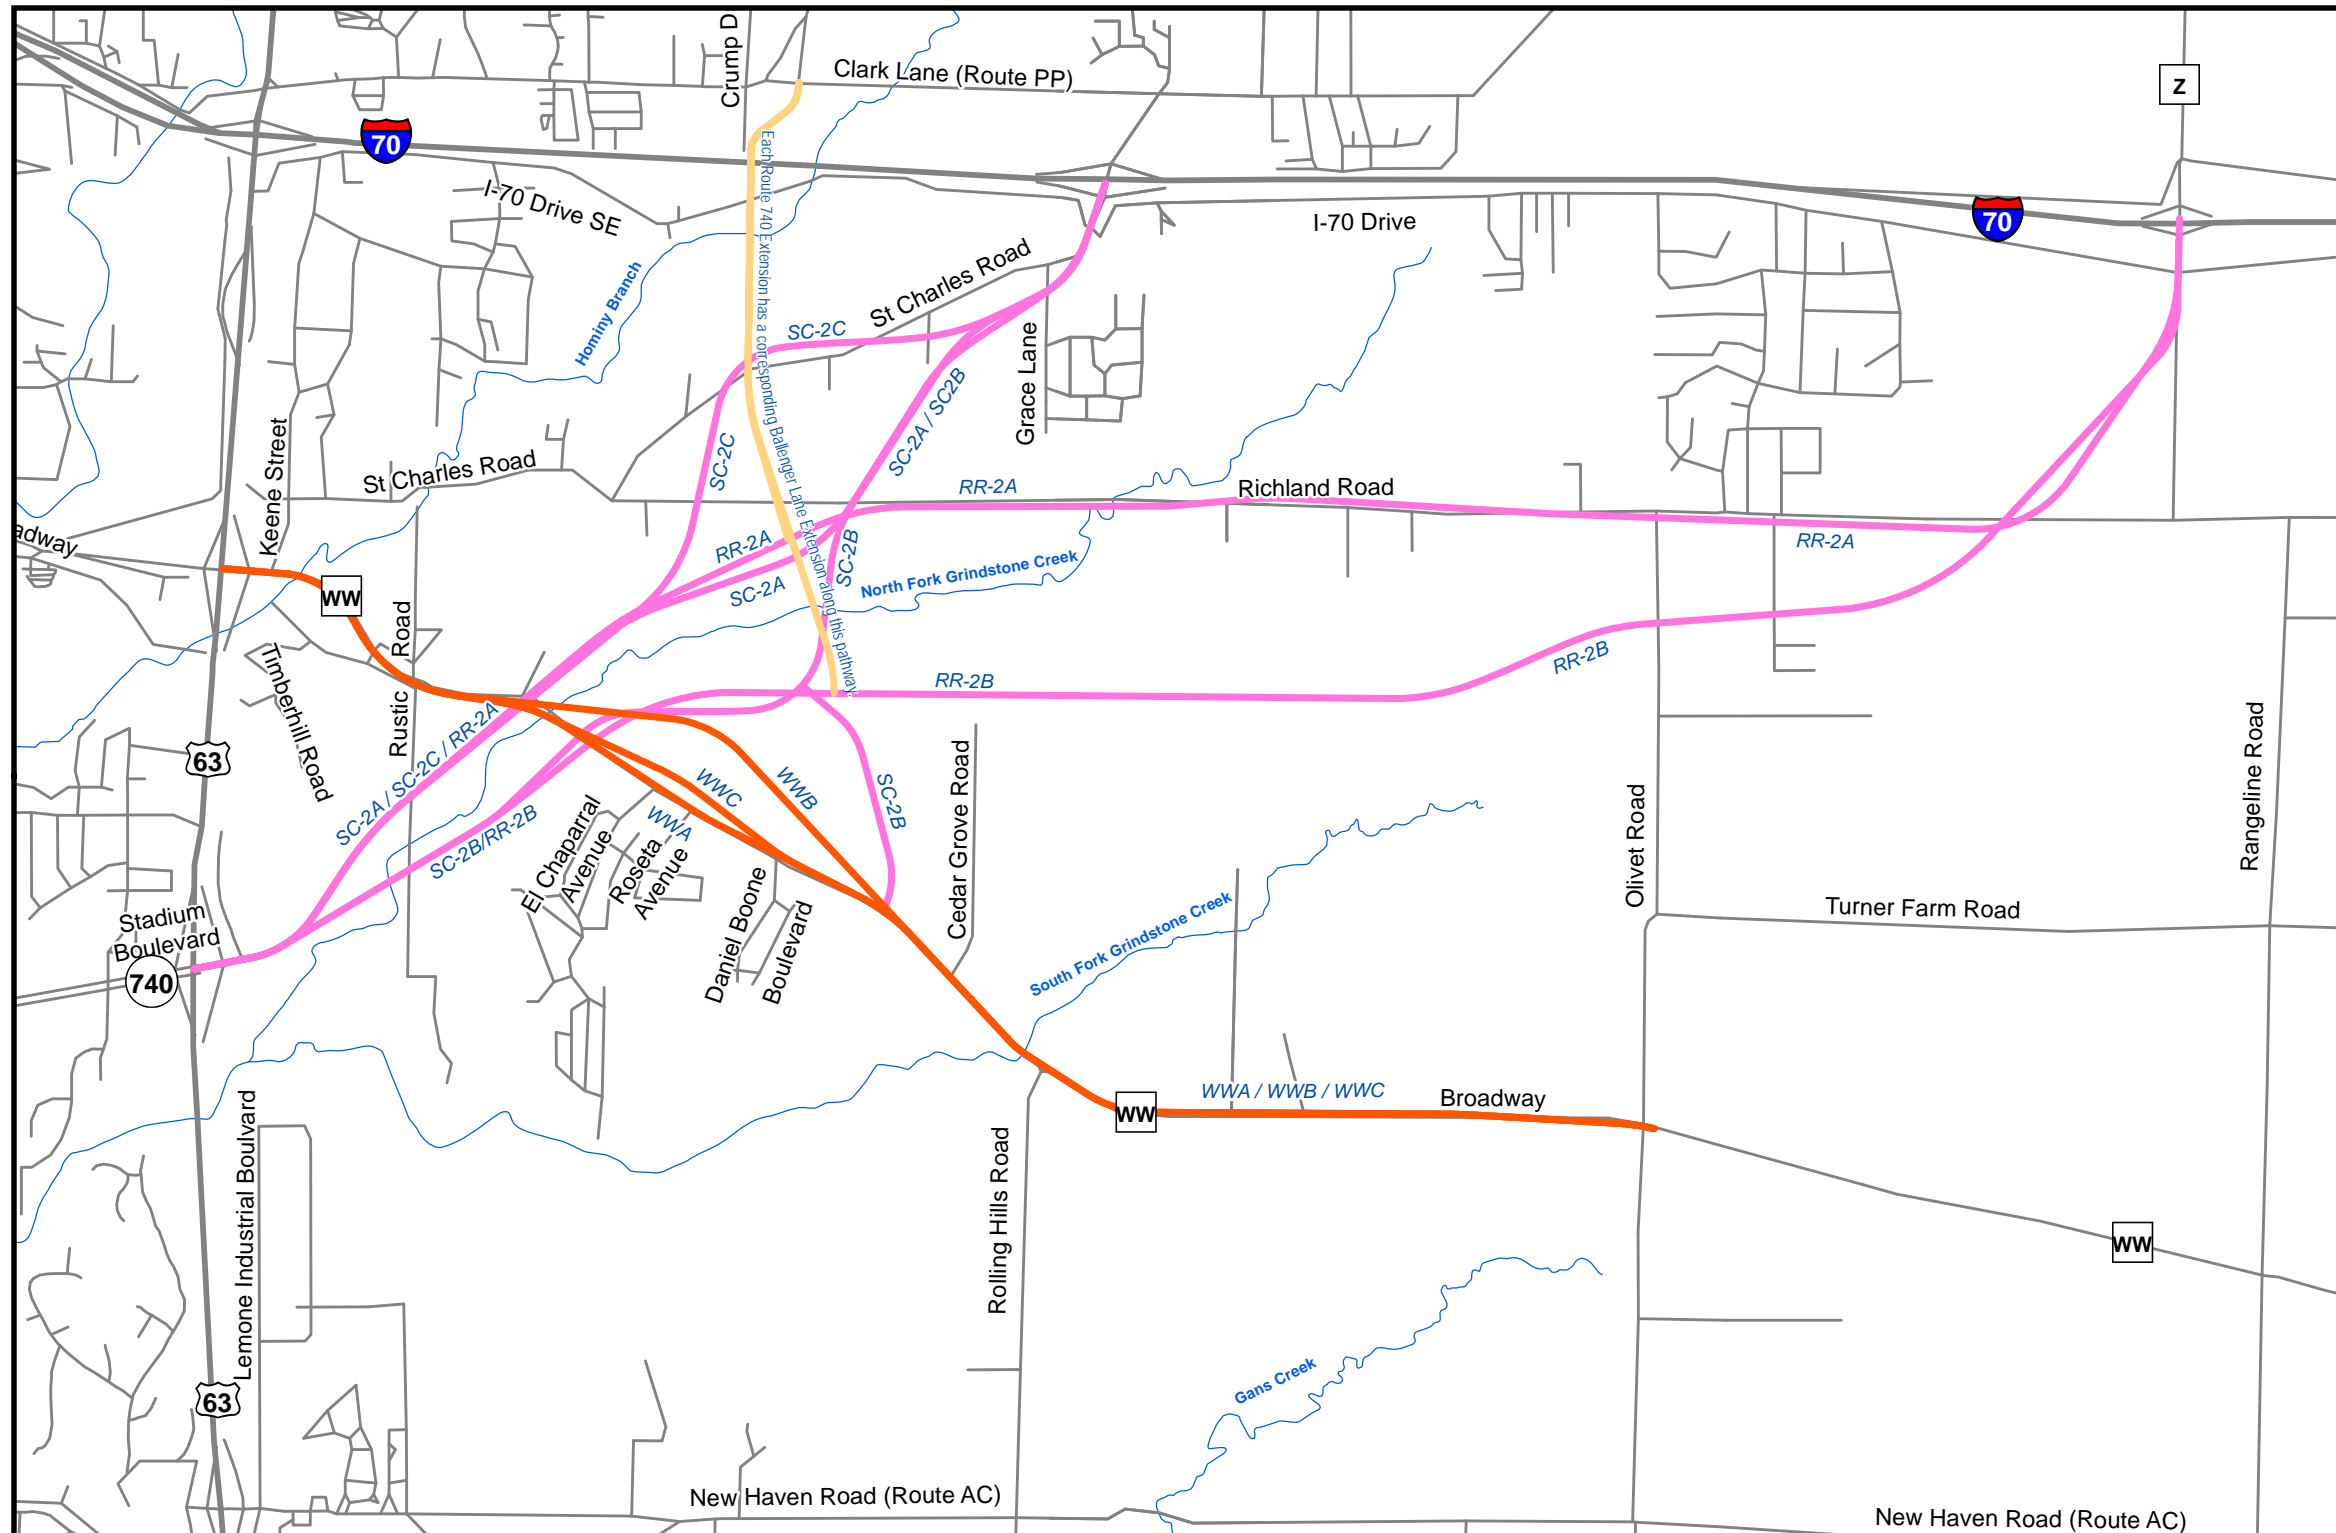 Crump D
Clark Lane (Route PP)
Z
70
I-70 Drive SE
I-70 Drive
70
Each Route 740 Extension has a corresponding Ballenger Lane Extension along this pathway.
Hominy Branch
St Charles Road
SC-2C
Grace Lane
SC-2A / SC2B
SC-2C
Keene Street
St Charles Road
RR-2A
Richland Road
adway
RR-2A
RR-2A
SC-2B
North Fork Grindstone Creek
SC-2A
WW
Rustic Road
Timberhill Road
RR-2B
RR-2B
63
SC-2A / SC-2C / RR-2A
SC-2B/RR-2B
WWC
WWB
WWA
SC-2B
Cedar Grove Road
Olivet Road
Rangeline Road
El Chaparral
Avenue
Roseta
Avenue
Daniel Boone
Boulevard
Stadium
Boulevard
740
South Fork Grindstone Creek
Turner Farm Road
WW
WWA / WWB / WWC
Broadway
Lemone Industrial Boulvard
Rolling Hills Road
WW
63
Gans Creek
New Haven Road (Route AC)
New Haven Road (Route AC)